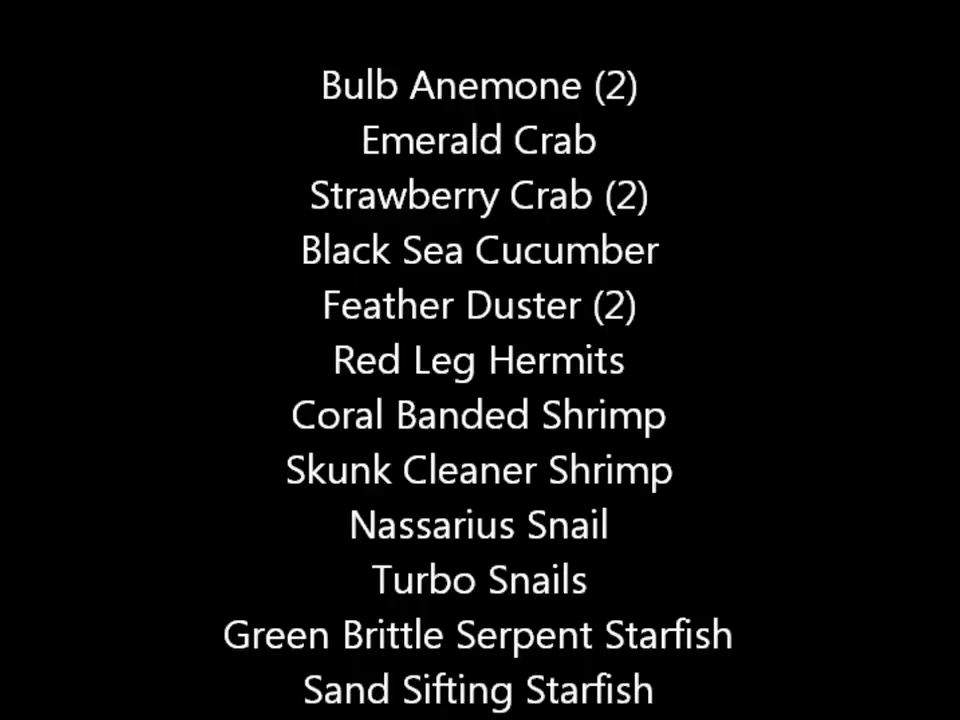 Bulb Anemone (2)
Emerald Crab
Strawberry Crab (2)
Black Sea Cucumber
Feather Duster (2)
Red Leg Hermits
Coral Banded Shrimp
Skunk Cleaner Shrimp
Nassarius Snail
Turbo Snails
Green Brittle Serpent Starfish
Sand Sifting Starfish